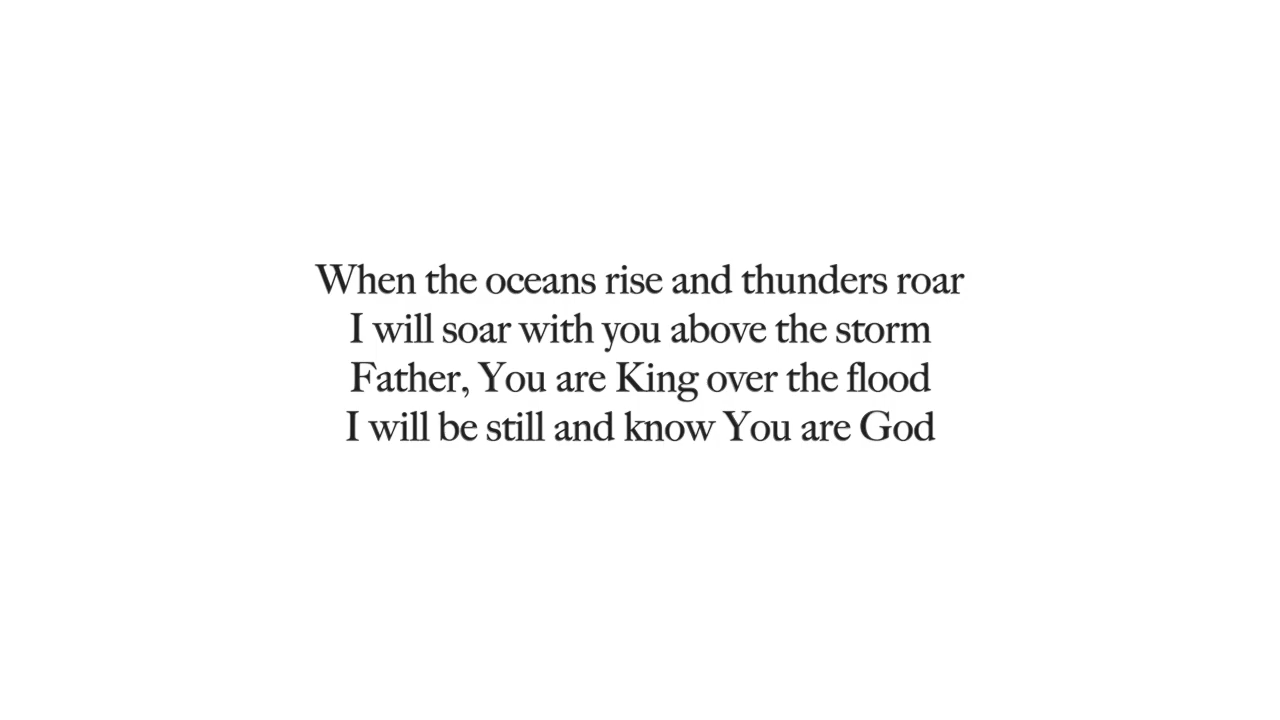 When the oceans rise and thunders roar
I will soar with you above the storm
Father, You are King over the flood
I will be still and know You are God